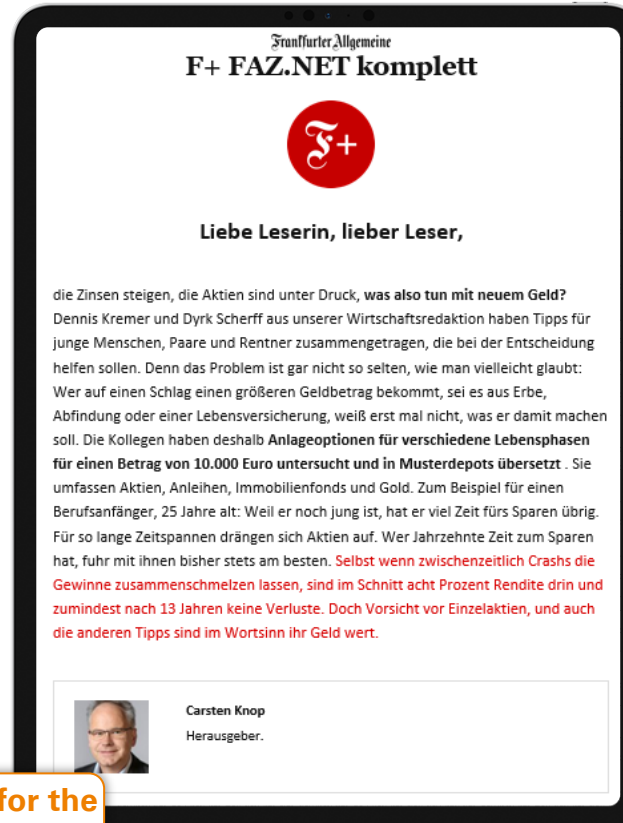 Frankfurter Allgemeine
F+ FAZ.NET komplett
F+
Liebe Leserin, lieber Leser,
die Zinsen steigen, die Aktien sind unter Druck, was also tun mit neuem Geld?
Dennis Kremer und Dyrk Scherff aus unserer Wirtschaftsredaktion haben Tipps für
junge Menschen, Paare und Rentner zusammengetragen, die bei der Entscheidung
helfen sollen. Denn das Problem ist gar nicht so selten, wie man vielleicht glaubt:
Wer auf einen Schlag einen größeren Geldbetrag bekommt, sei es aus Erbe,
Abfindung oder einer Lebensversicherung, weiß erst mal nicht, was er damit machen
soll. Die Kollegen haben deshalb Anlageoptionen für verschiedene Lebensphasen
für einen Betrag von 10.000 Euro untersucht und in Musterdepots übersetzt . Sie
umfassen Aktien, Anleihen, Immobilienfonds und Gold. Zum Beispiel für einen
Berufsanfänger, 25 Jahre alt: Weil er noch jung ist, hat er viel Zeit fürs Sparen übrig.
Für so lange Zeitspannen drängen sich Aktien auf. Wer Jahrzehnte Zeit zum Sparen
hat, fuhr mit ihnen bisher stets am besten. Selbst wenn zwischenzeitlich Crashs die
Gewinne zusammenschmelzen lassen, sind im Schnitt acht Prozent Rendite drin und
zumindest nach 13 Jahren keine Verluste. Doch Vorsicht vor Einzelaktien, und auch
die anderen Tipps sind im Wortsinn ihr Geld wert.
Carsten Knop
Herausgeber.
for the